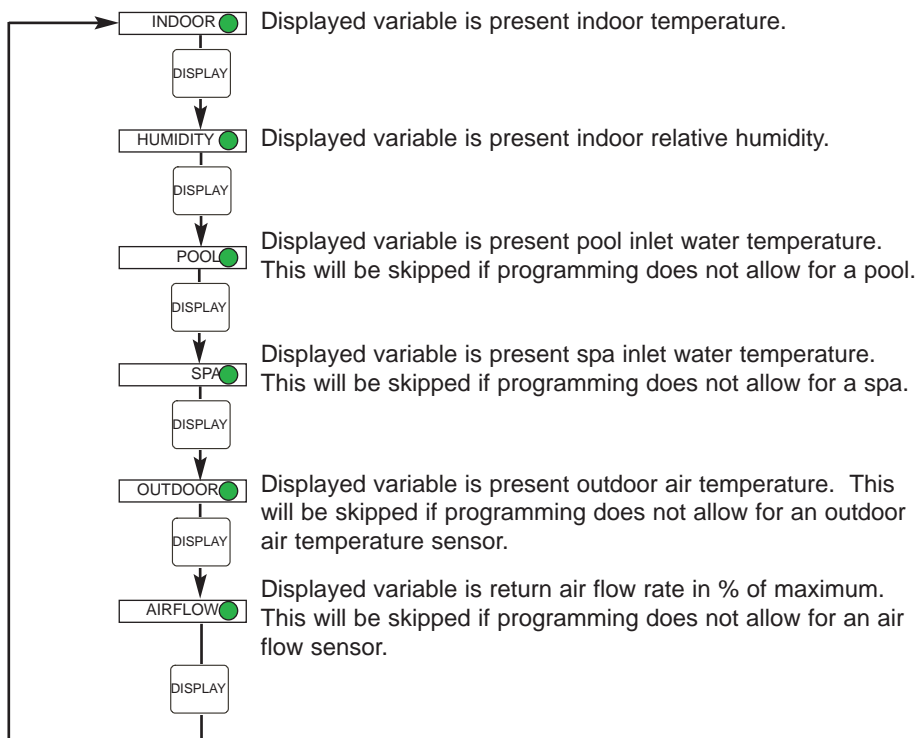 INDOOR
Displayed variable is present indoor temperature.
DISPLAY
HUMIDITY
Displayed variable is present indoor relative humidity.
DISPLAY
POOL
Displayed variable is present pool inlet water temperature.
This will be skipped if programming does not allow for a pool.
DISPLAY
SPA
Displayed variable is present spa inlet water temperature.
This will be skipped if programming does not allow for a spa.
DISPLAY
OUTDOOR
Displayed variable is present outdoor air temperature. This
will be skipped if programming does not allow for an outdoor
air temperature sensor.
DISPLAY
AIRFLOW
Displayed variable is return air flow rate in % of maximum.
This will be skipped if programming does not allow for an air
flow sensor.
DISPLAY